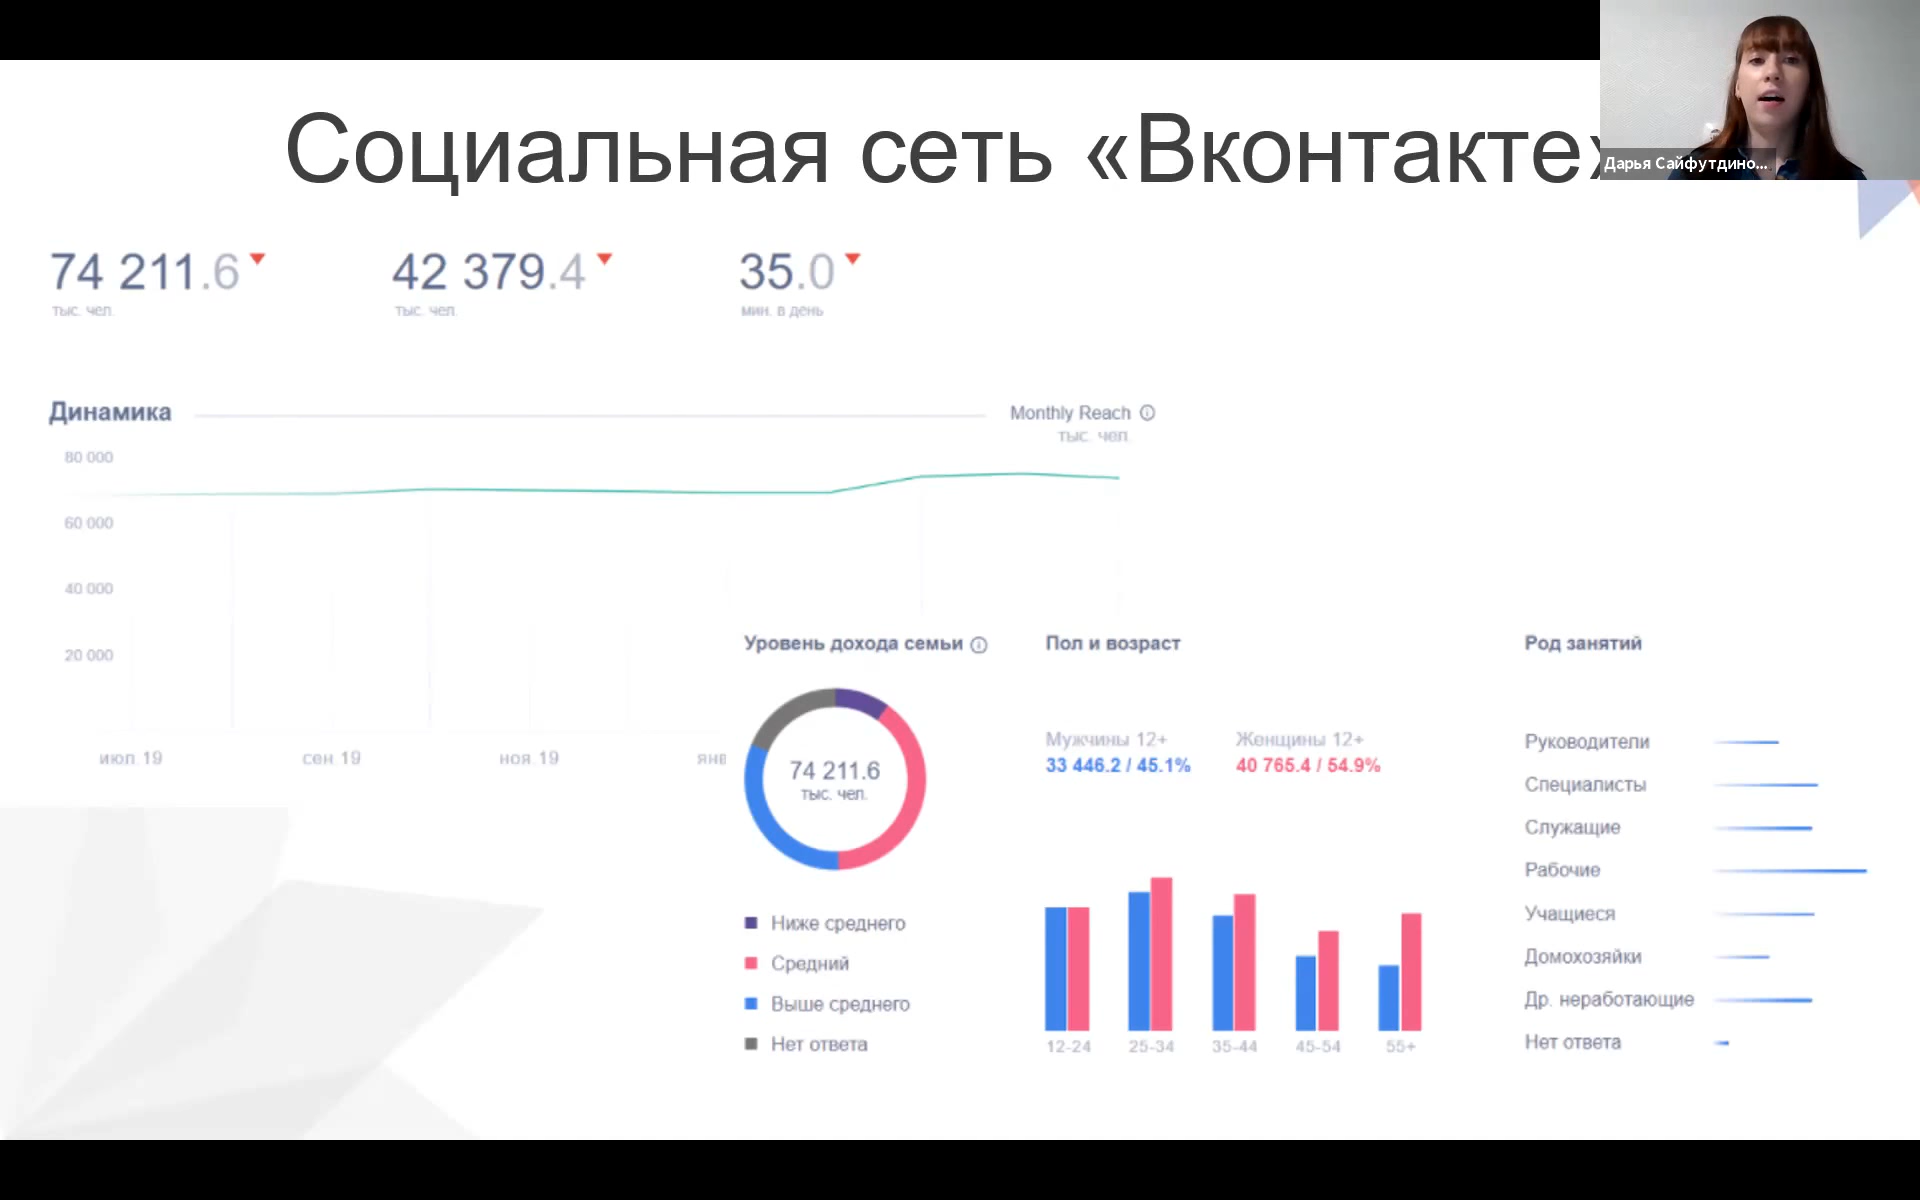 Социальная сеть «Вконтакте
Дарья Сайфутдино...
74 211.6
тыс. чел.
42 379.4
тыс. чел.
35.0
мин. в день
Динамика
Monthly Reach
тыс. чел.
80 000
60 000
40 000
20 000
июл.19
сен.19
ноя.19
янв
Уровень дохода семьи
74 211.6
тыс. чел.
Ниже среднего
Средний
Выше среднего
Нет ответа
Пол и возраст
Мужчины 12+
33 446.2 / 45.1%
Женщины 12+
40 765.4 / 54.9%
12-24
25-34
35-44
45-54
55+
Род занятий
Руководители
Специалисты
Служащие
Рабочие
Учащиеся
Домохозяйки
Др. неработающие
Нет ответа